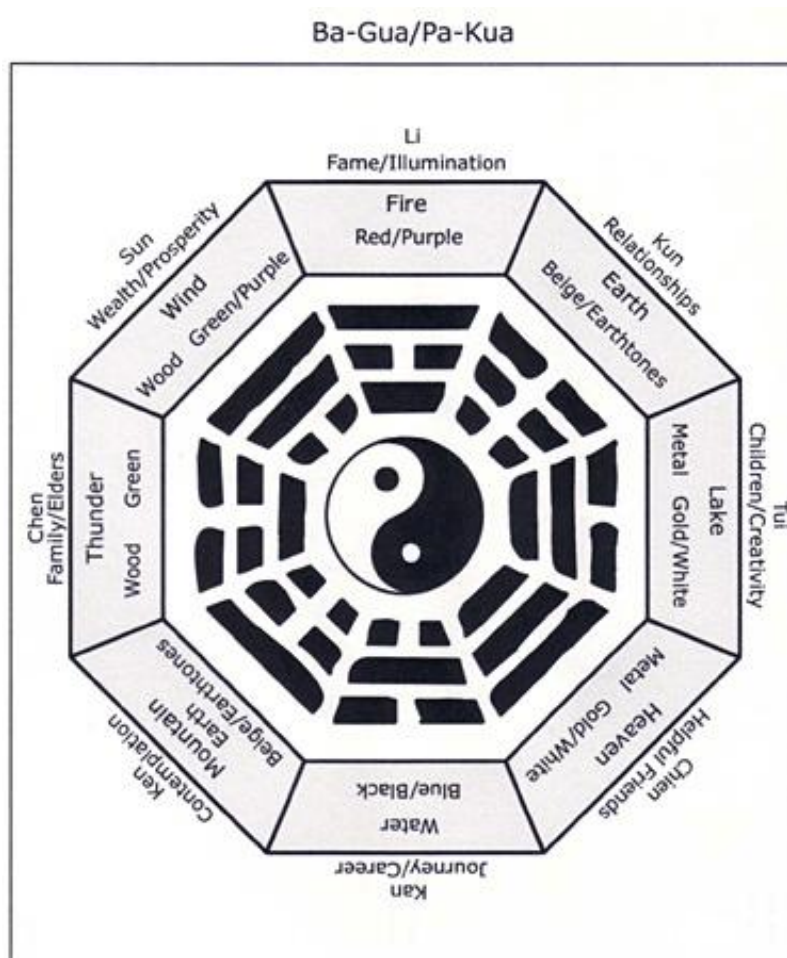 Ba-Gua/Pa-Kua
Li
Fame/Illumination
Fire
Red/Purple
Kun
Relationships
Earth
Beige/Earthtones
Tui
Children/Creativity
Lake
Metal Gold/White
Chien
Helpful Friends
Heaven
Metal Gold/White
Kan
Journey/Career
Water
Blue/Black
Ken
Contemplation
Mountain
Earth
Beige/Earthtones
Chen
Family/Elders
Thunder
Wood Green
Sun
Wealth/Prosperity
Wind
Wood Green/Purple